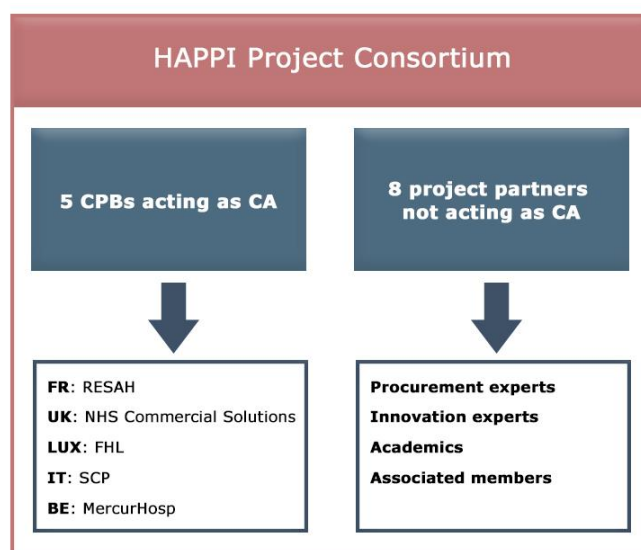 HAPPI Project Consortium
5 CPBs acting as CA
8 project partners
not acting as CA
FR: RESAH
UK: NHS Commercial Solutions
LUX: FHL
IT: SCP
BE: MercurHosp
Procurement experts
Innovation experts
Academics
Associated members